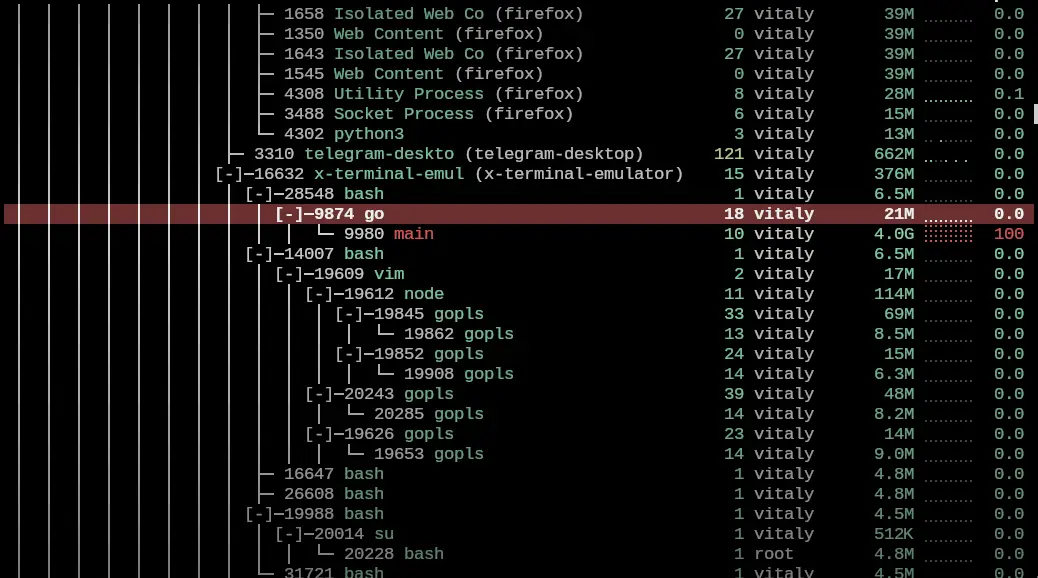 1658 Isolated Web Co (firefox) 27 vitaly 39M 0.0
1350 Web Content (firefox) 0 vitaly 39M 0.0
1643 Isolated Web Co (firefox) 27 vitaly 39M 0.0
1545 Web Content (firefox) 0 vitaly 39M 0.0
4308 Utility Process (firefox) 8 vitaly 28M 0.1
3488 Socket Process (firefox) 6 vitaly 15M 0.0
4302 python3 3 vitaly 13M 0.0
3310 telegram-deskto (telegram-desktop) 121 vitaly 662M 0.0
[-]─16632 x-terminal-emul (x-terminal-emulator) 15 vitaly 376M 0.0
[-]─28548 bash 1 vitaly 6.5M 0.0
[-]─9874 go 18 vitaly 21M 0.0
9980 main 10 vitaly 4.0G 100
[-]─14007 bash 1 vitaly 6.5M 0.0
[-]─19609 vim 2 vitaly 17M 0.0
[-]─19612 node 11 vitaly 114M 0.0
[-]─19845 gopls 33 vitaly 69M 0.0
19862 gopls 13 vitaly 8.5M 0.0
[-]─19852 gopls 24 vitaly 15M 0.0
19908 gopls 14 vitaly 6.3M 0.0
[-]─20243 gopls 39 vitaly 48M 0.0
20285 gopls 14 vitaly 8.2M 0.0
[-]─19626 gopls 23 vitaly 14M 0.0
19653 gopls 14 vitaly 9.0M 0.0
16647 bash 1 vitaly 4.8M 0.0
26608 bash 1 vitaly 4.8M 0.0
[-]─19988 bash 1 vitaly 4.5M 0.0
[-]─20014 su 1 vitaly 512K 0.0
20228 bash 1 root 4.8M 0.0
31721 bash 1 vitaly 4.5M 0.0